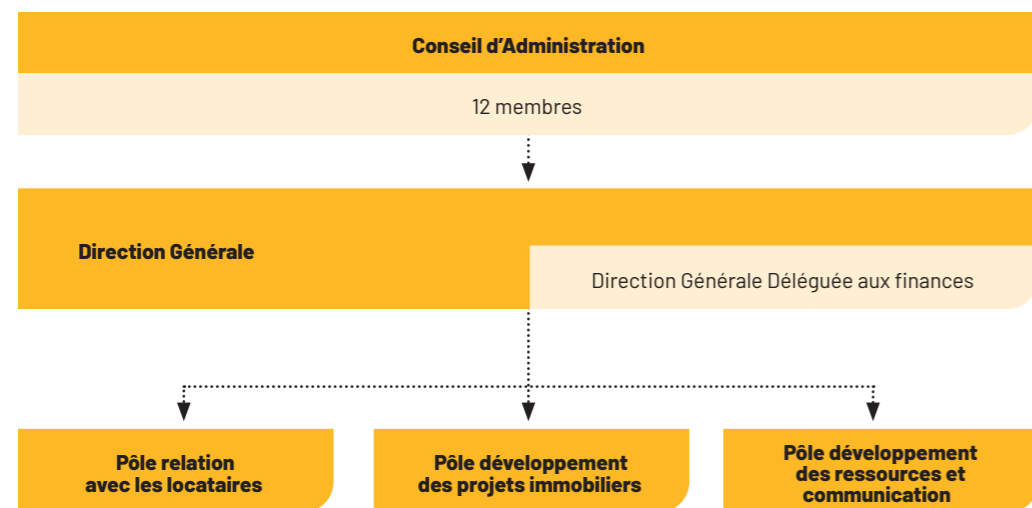 Conseil d’Administration
12 membres
Direction Générale
Direction Générale Déléguée aux finances
Pôle relation
avec les locataires
Pôle développement
des projets immobiliers
Pôle développement
des ressources et
communication